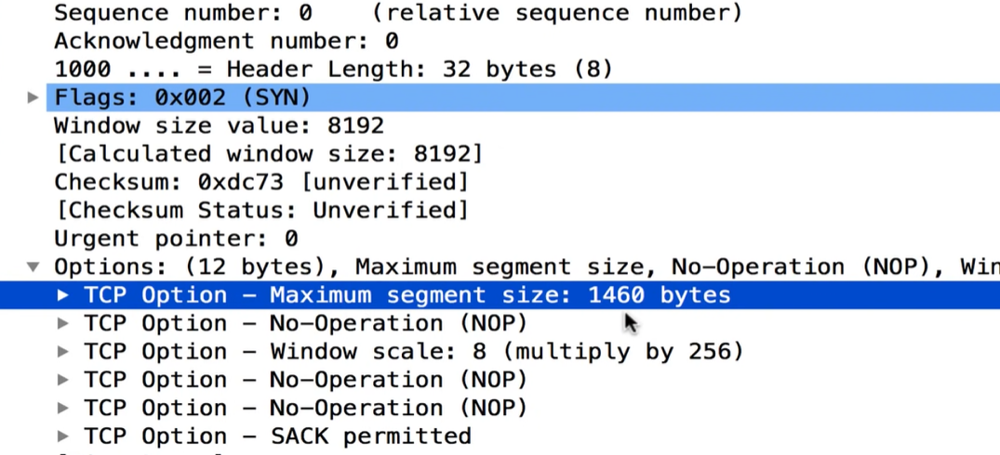 Sequence number: 0    (relative sequence number)
Acknowledgment number: 0
1000 .... = Header Length: 32 bytes (8)
Flags: 0x002 (SYN)
Window size value: 8192
[Calculated window size: 8192]
Checksum: 0xdc73 [unverified]
[Checksum Status: Unverified]
Urgent pointer: 0
Options: (12 bytes), Maximum segment size, No-Operation (NOP), Win
TCP Option - Maximum segment size: 1460 bytes
TCP Option - No-Operation (NOP)
TCP Option - Window scale: 8 (multiply by 256)
TCP Option - No-Operation (NOP)
TCP Option - No-Operation (NOP)
TCP Option - SACK permitted